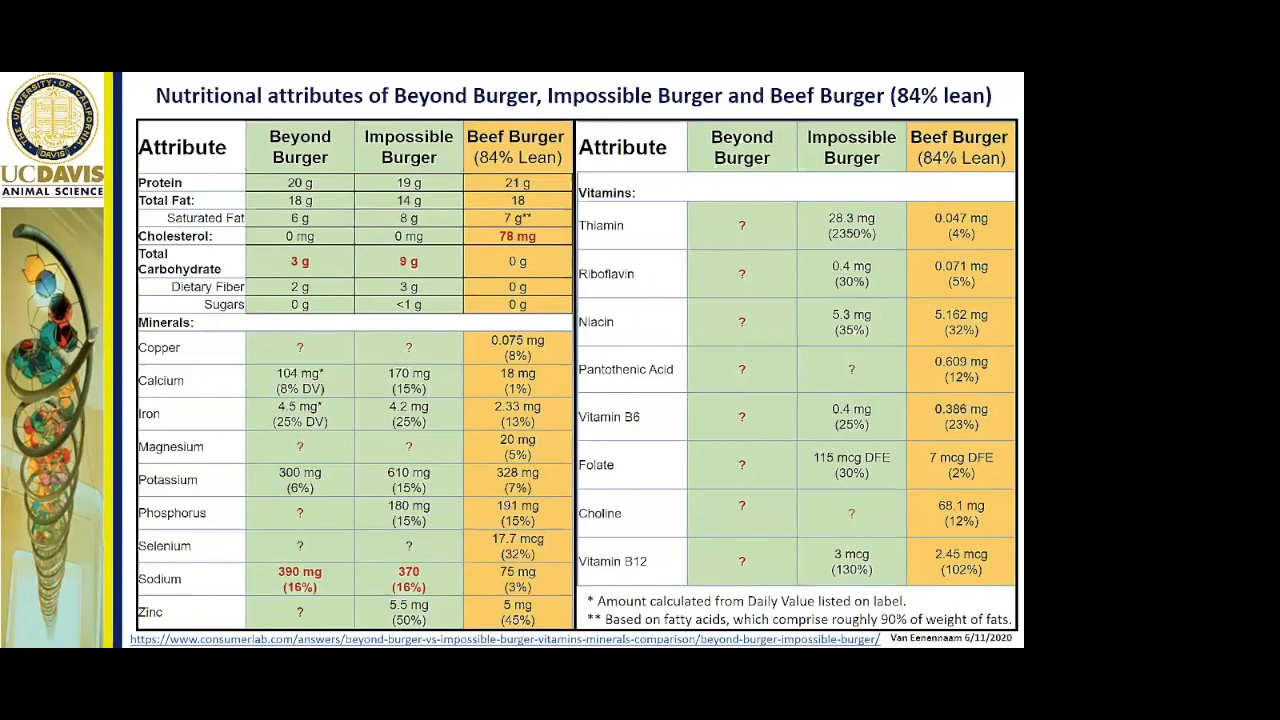 Nutritional attributes of Beyond Burger, Impossible Burger and Beef Burger (84% lean)
THE UNIVERSITY OF CALIFORNIA
DAVIS
UCDAVIS
ANIMAL SCIENCE
Attribute Beyond Burger Impossible Burger Beef Burger (84% Lean)
Protein 20 g 19 g 21 g
Total Fat: 18 g 14 g 18
Saturated Fat 6 g 8 g 7 g**
Cholesterol: 0 mg 0 mg 78 mg
Total Carbohydrate 3 g 9 g 0 g
Dietary Fiber 2 g 3 g 0 g
Sugars 0 g <1 g 0 g
Minerals:
Copper ? ? 0.075 mg (8%)
Calcium 104 mg* (8% DV) 170 mg (15%) 18 mg (1%)
Iron 4.5 mg* (25% DV) 4.2 mg (25%) 2.33 mg (13%)
Magnesium ? ? 20 mg (5%)
Potassium 300 mg (6%) 610 mg (15%) 328 mg (7%)
Phosphorus ? 180 mg (15%) 191 mg (15%)
Selenium ? ? 17.7 mcg (32%)
Sodium 390 mg (16%) 370 (16%) 75 mg (3%)
Zinc ? 5.5 mg (50%) 5 mg (45%)
Attribute Beyond Burger Impossible Burger Beef Burger (84% Lean)
Vitamins:
Thiamin ? 28.3 mg (2350%) 0.047 mg (4%)
Riboflavin ? 0.4 mg (30%) 0.071 mg (5%)
Niacin ? 5.3 mg (35%) 5.162 mg (32%)
Pantothenic Acid ? ? 0.609 mg (12%)
Vitamin B6 ? 0.4 mg (25%) 0.386 mg (23%)
Folate ? 115 mcg DFE (30%) 7 mcg DFE (2%)
Choline ? ? 68.1 mg (12%)
Vitamin B12 ? 3 mcg (130%) 2.45 mcg (102%)
* Amount calculated from Daily Value listed on label.
** Based on fatty acids, which comprise roughly 90% of weight of fats.
https://www.consumerlab.com/answers/beyond-burger-vs-impossible-burger-vitamins-minerals-comparison/beyond-burger-impossible-burger/ Van Eenennaam 6/11/2020